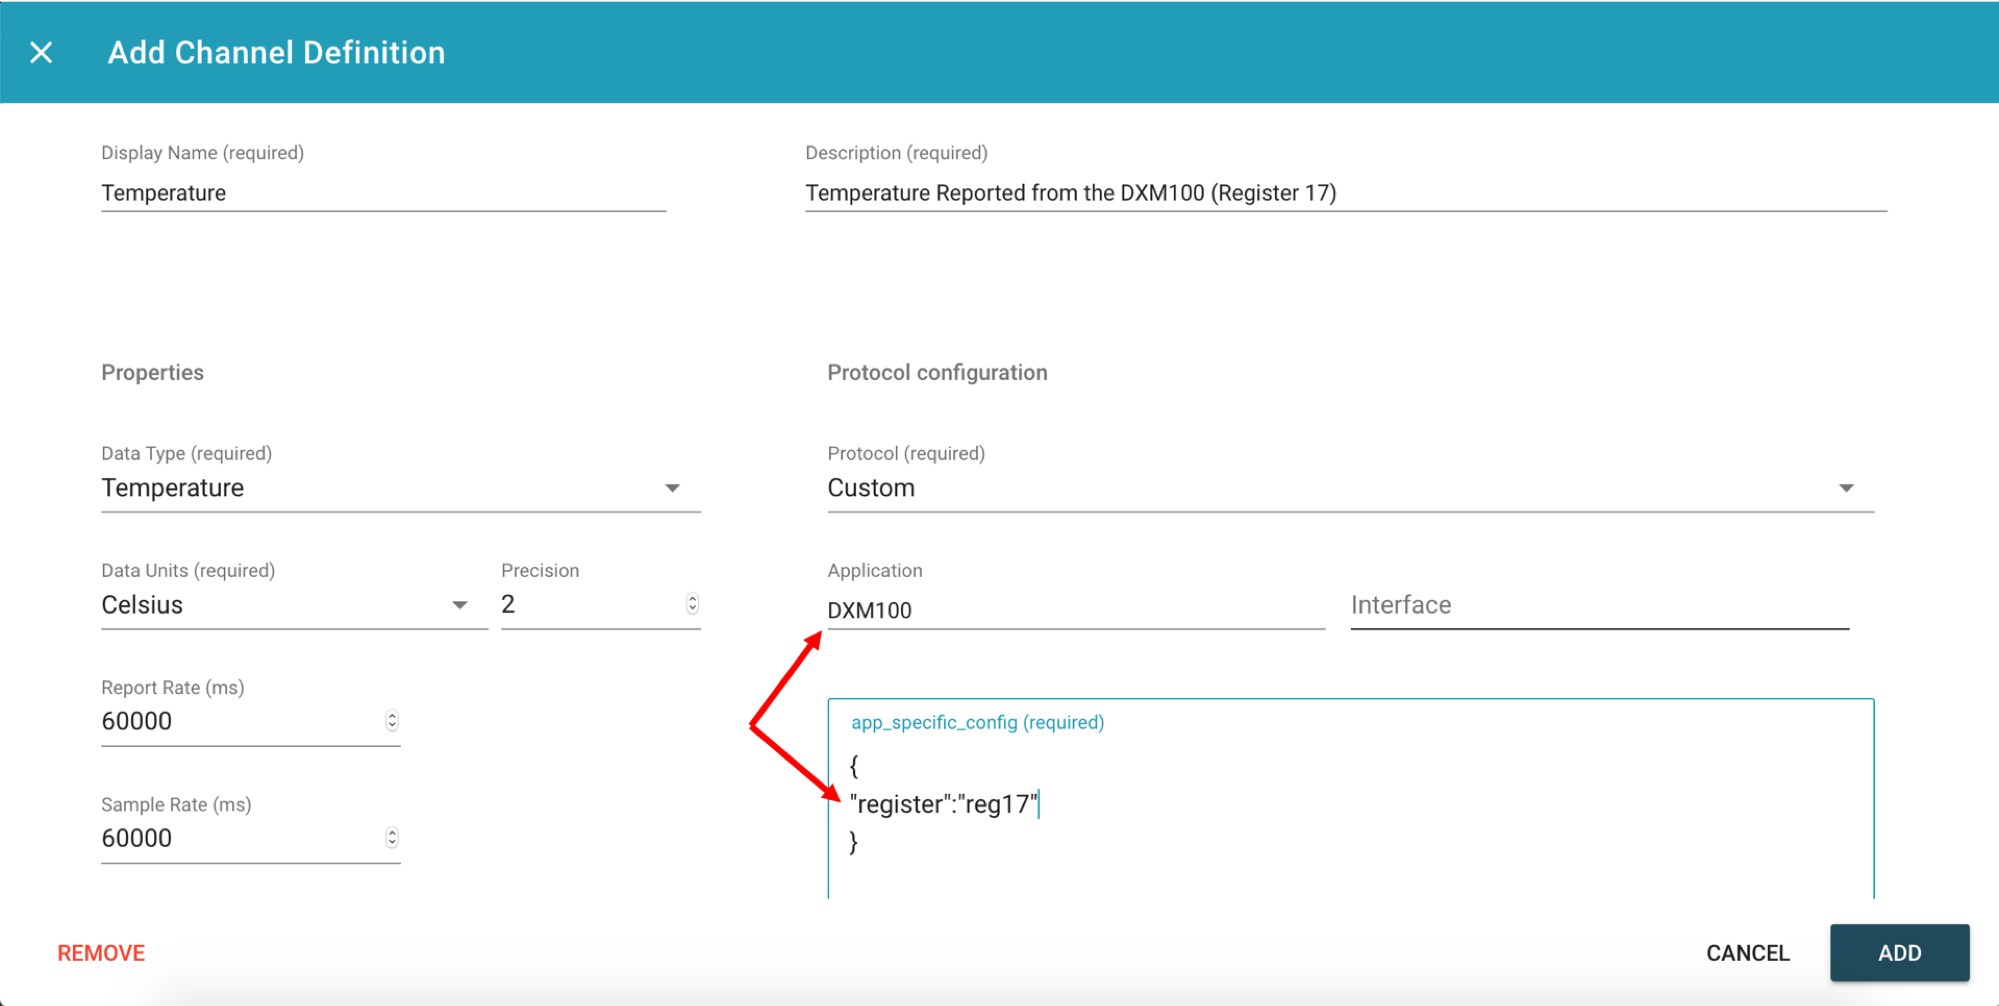 Add Channel Definition
Display Name (required)
Temperature
Description (required)
Temperature Reported from the DXM100 (Register 17)
Properties
Data Type (required)
Temperature
Data Units (required)
Celsius
Precision
2
Report Rate (ms)
60000
Sample Rate (ms)
60000
Protocol configuration
Protocol (required)
Custom
Application
DXM100
Interface
app_specific_config (required)
{
"register":"reg17"
}
REMOVE
CANCEL
ADD